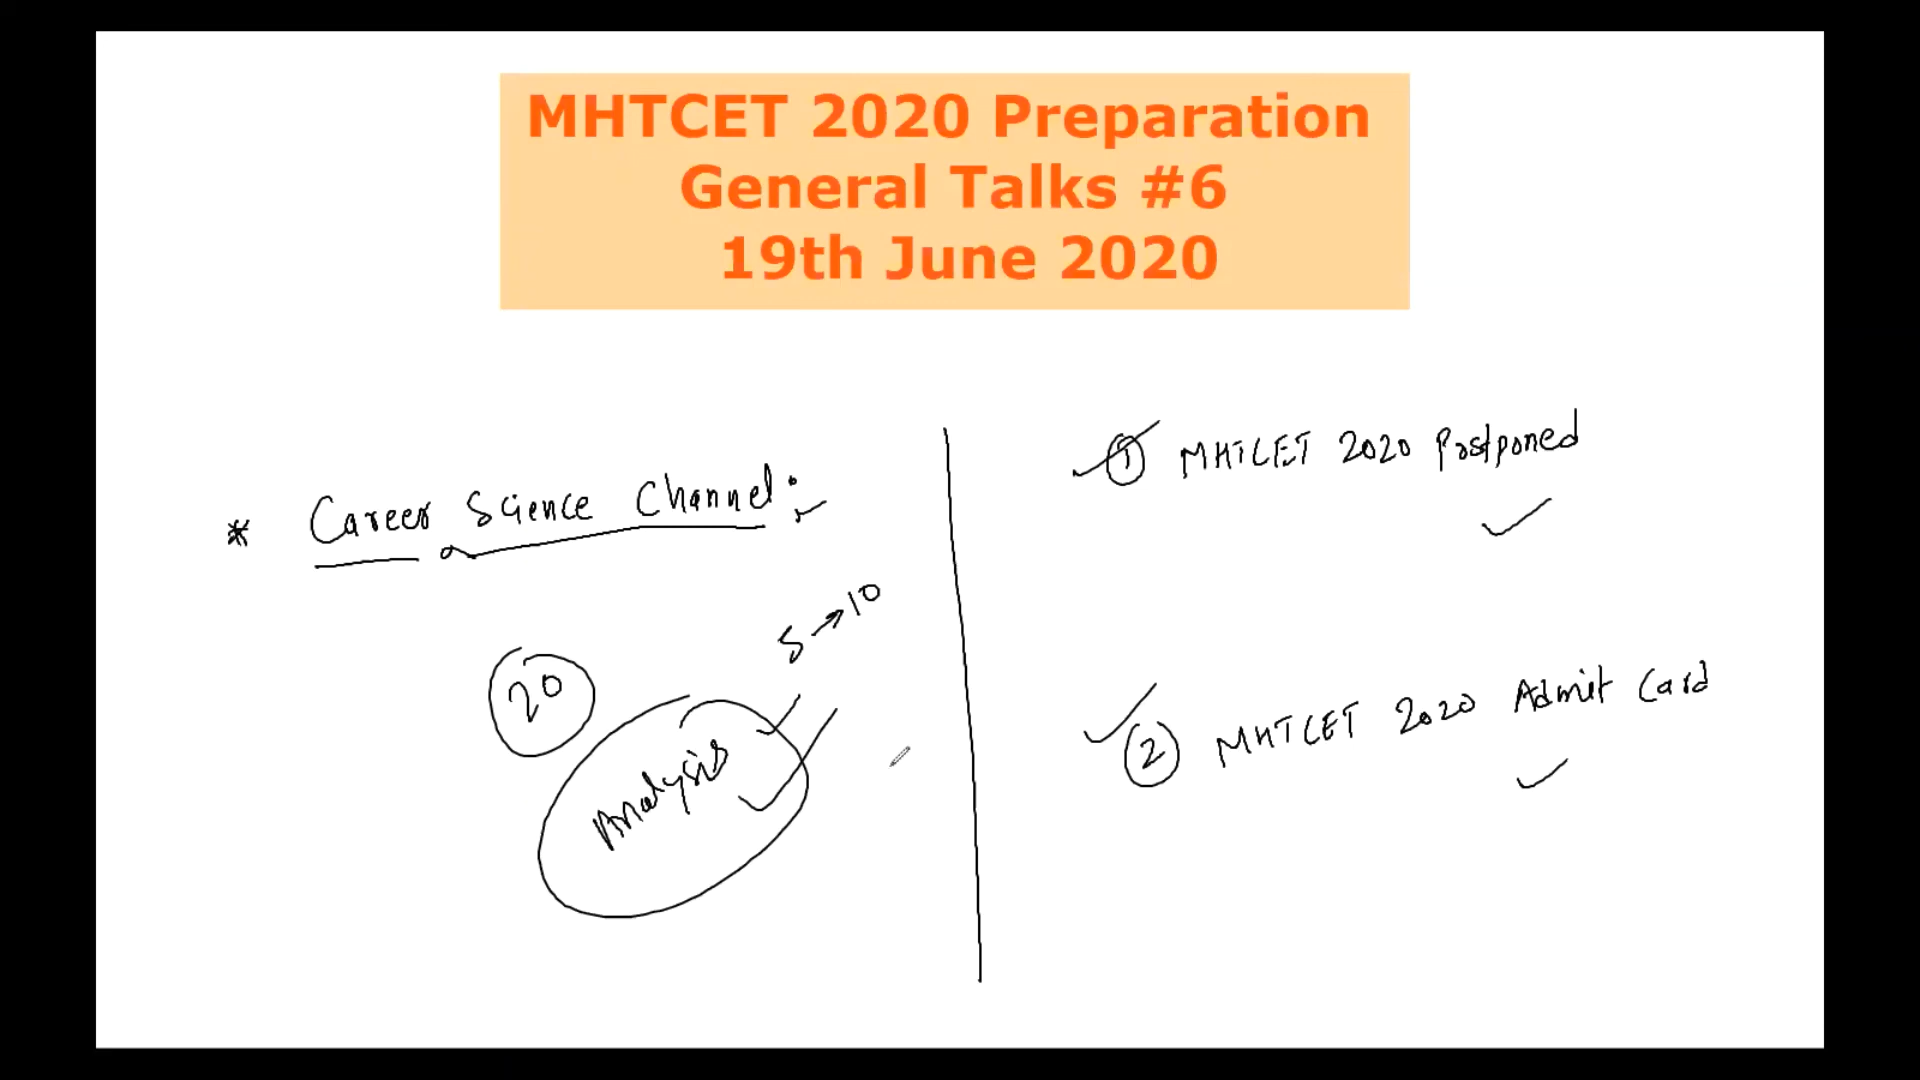 MHTCET 2020 Preparation
General Talks #6
19th June 2020
* Career Science Channel:
5 → 10
20
Analysis
① MHTCET 2020 Postponed
② MHTCET 2020 Admit Card